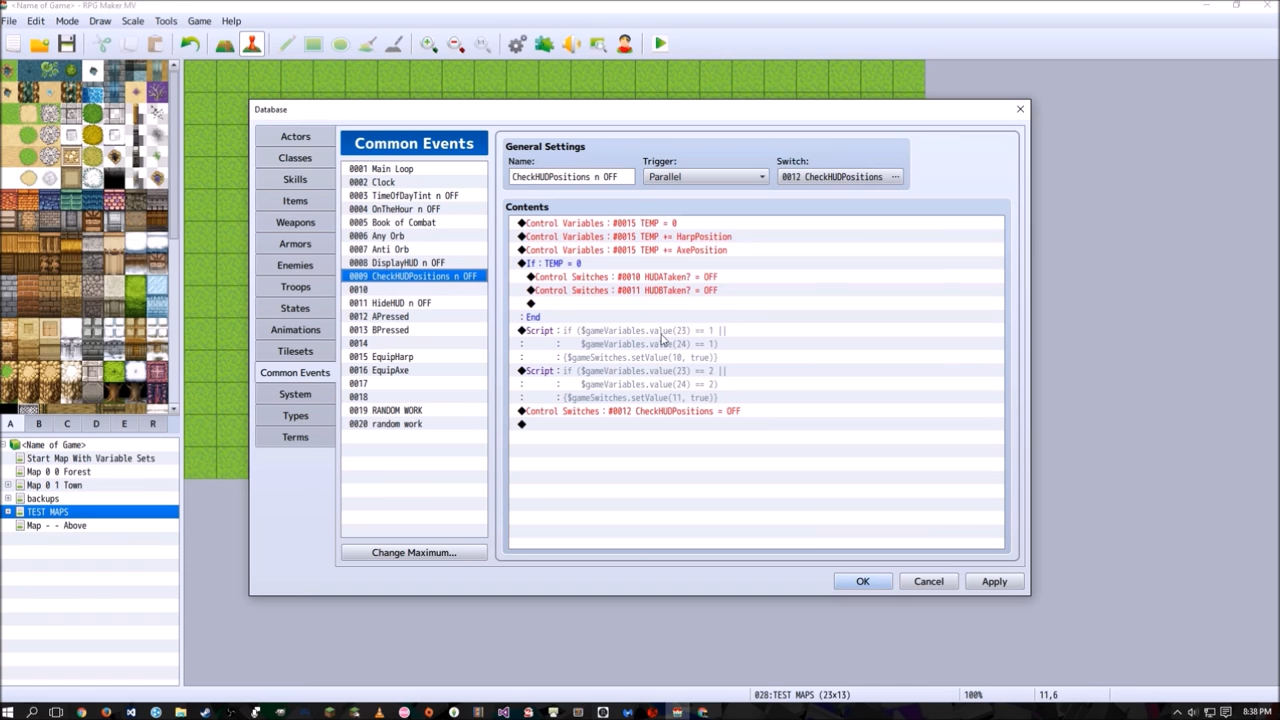 <Name of Game> - RPG Maker MV
File Edit Mode Draw Scale Tools Game Help
Database
Actors
Classes
Skills
Items
Weapons
Armors
Enemies
Troops
States
Animations
Tilesets
Common Events
System
Types
Terms
Common Events
0001 Main Loop
0002 Clock
0003 TimeOfDayTint n OFF
0004 OnTheHour n OFF
0005 Book of Combat
0006 Any Orb
0007 Anti Orb
0008 DisplayHUD n OFF
0009 CheckHUDPositions n OFF
0010
0011 HideHUD n OFF
0012 APressed
0013 BPressed
0014
0015 EquipHarp
0016 EquipAxe
0017
0018
0019 RANDOM WORK
0020 random work
Change Maximum...
General Settings
Name: Trigger: Switch:
CheckHUDPositions n OFF Parallel 0012 CheckHUDPositions ...
Contents
◆Control Variables：#0015 TEMP = 0
◆Control Variables：#0015 TEMP += HarpPosition
◆Control Variables：#0015 TEMP += AxePosition
◆If：TEMP = 0
◆Control Switches：#0010 HUDATaken? = OFF
◆Control Switches：#0011 HUDBTaken? = OFF
◆
：End
◆Script：if ($gameVariables.value(23) == 1 ||
：　：　$gameVariables.value(24) == 1)
：　：{$gameSwitches.setValue(10, true)}
◆Script：if ($gameVariables.value(23) == 2 ||
：　：　$gameVariables.value(24) == 2)
：　：{$gameSwitches.setValue(11, true)}
◆Control Switches：#0012 CheckHUDPositions = OFF
◆
OK Cancel Apply
A B C D E R
<Name of Game>
Start Map With Variable Sets
Map 0 0 Forest
Map 0 1 Town
backups
TEST MAPS
Map - - Above
028:TEST MAPS (23x13) 100% 11,6
8:38 PM